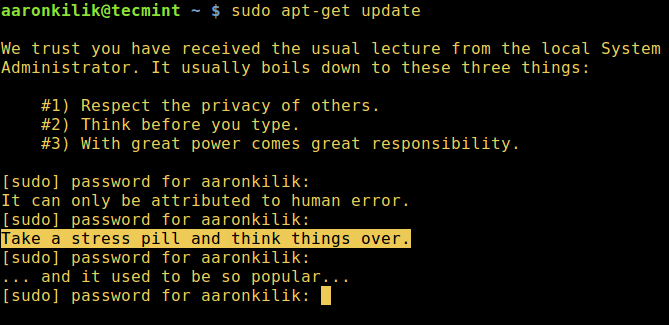 aaronkilik@tecmint ~ $ sudo apt-get update
We trust you have received the usual lecture from the local System
Administrator. It usually boils down to these three things:
#1) Respect the privacy of others.
#2) Think before you type.
#3) With great power comes great responsibility.
[sudo] password for aaronkilik:
It can only be attributed to human error.
[sudo] password for aaronkilik:
Take a stress pill and think things over.
[sudo] password for aaronkilik:
... and it used to be so popular...
[sudo] password for aaronkilik: